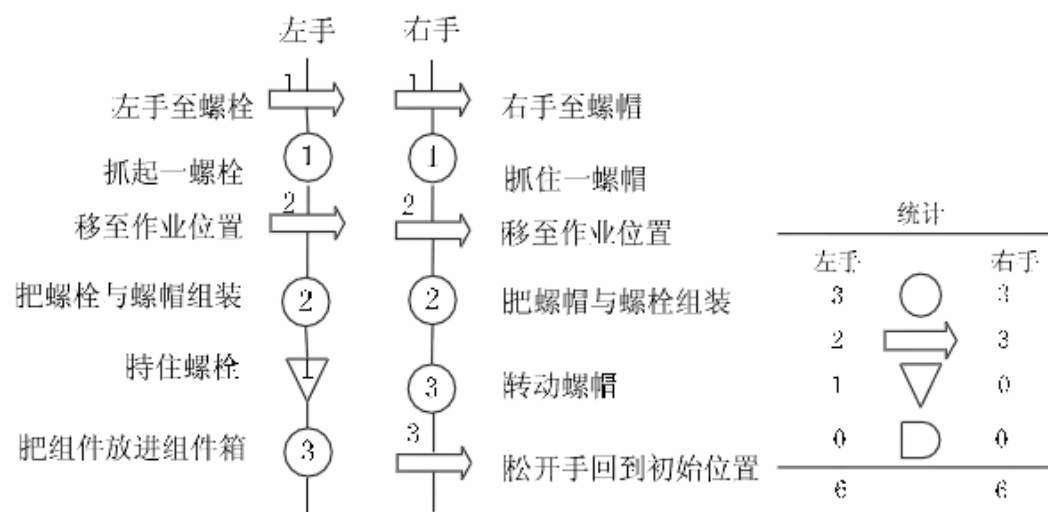 左手 右手
1 1
左手至螺栓 右手至螺帽
1 1
抓起一螺栓 抓住一螺帽
2 2
移至作业位置 移至作业位置
把螺栓与螺帽组装 2 2 把螺帽与螺栓组装
特住螺栓 1 3 转动螺帽
3
把组件放进组件箱 3 松开手回到初始位置
统计
左手 右手
3 3
2 3
1 0
0 0
6 6